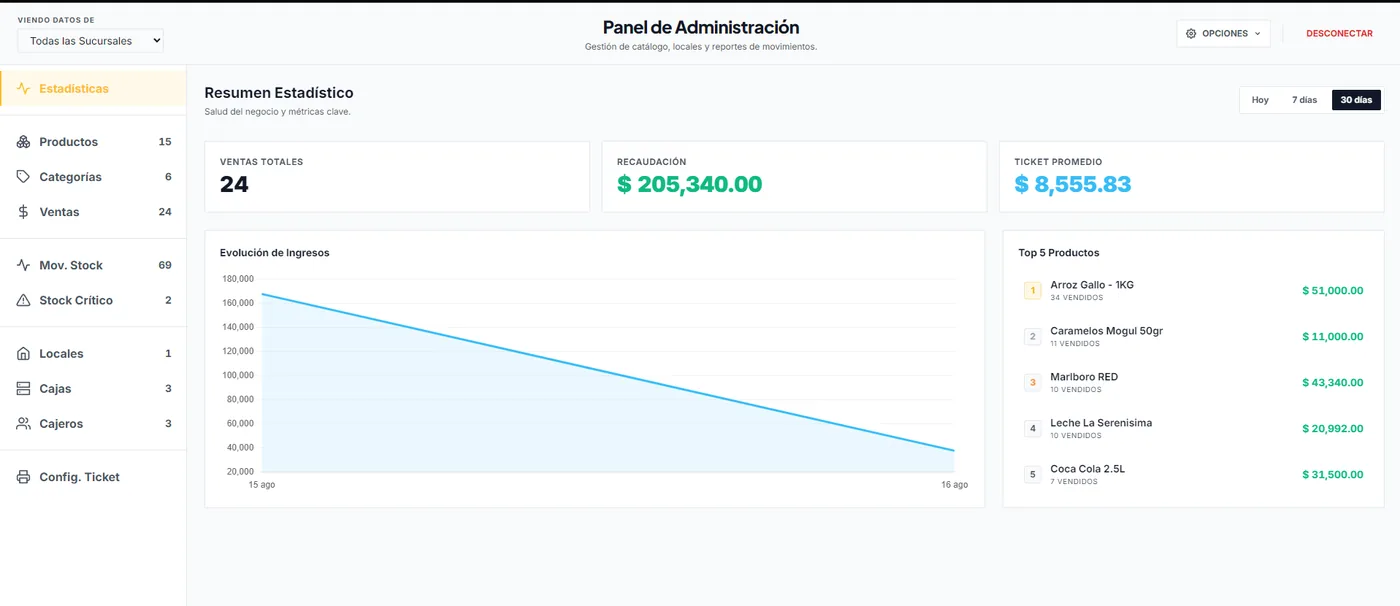 VIENDO DATOS DE
Todas las Sucursales
Panel de Administración
Gestión de catálogo, locales y reportes de movimientos.
OPCIONES
DESCONECTAR
Estadísticas
Productos 15
Categorías 6
Ventas 24
Mov. Stock 69
Stock Crítico 2
Locales 1
Cajas 3
Cajeros 3
Config. Ticket
Resumen Estadístico
Salud del negocio y métricas clave.
Hoy 7 días 30 días
VENTAS TOTALES
24
RECAUDACIÓN
$ 205,340.00
TICKET PROMEDIO
$ 8,555.83
Evolución de Ingresos
180,000
160,000
140,000
120,000
100,000
80,000
60,000
40,000
20,000
15 ago 16 ago
Top 5 Productos
1 Arroz Gallo - 1KG $ 51,000.00
34 VENDIDOS
2 Caramelos Mogul 50gr $ 11,000.00
11 VENDIDOS
3 Marlboro RED $ 43,340.00
10 VENDIDOS
4 Leche La Serenisima $ 20,992.00
10 VENDIDOS
5 Coca Cola 2.5L $ 31,500.00
7 VENDIDOS